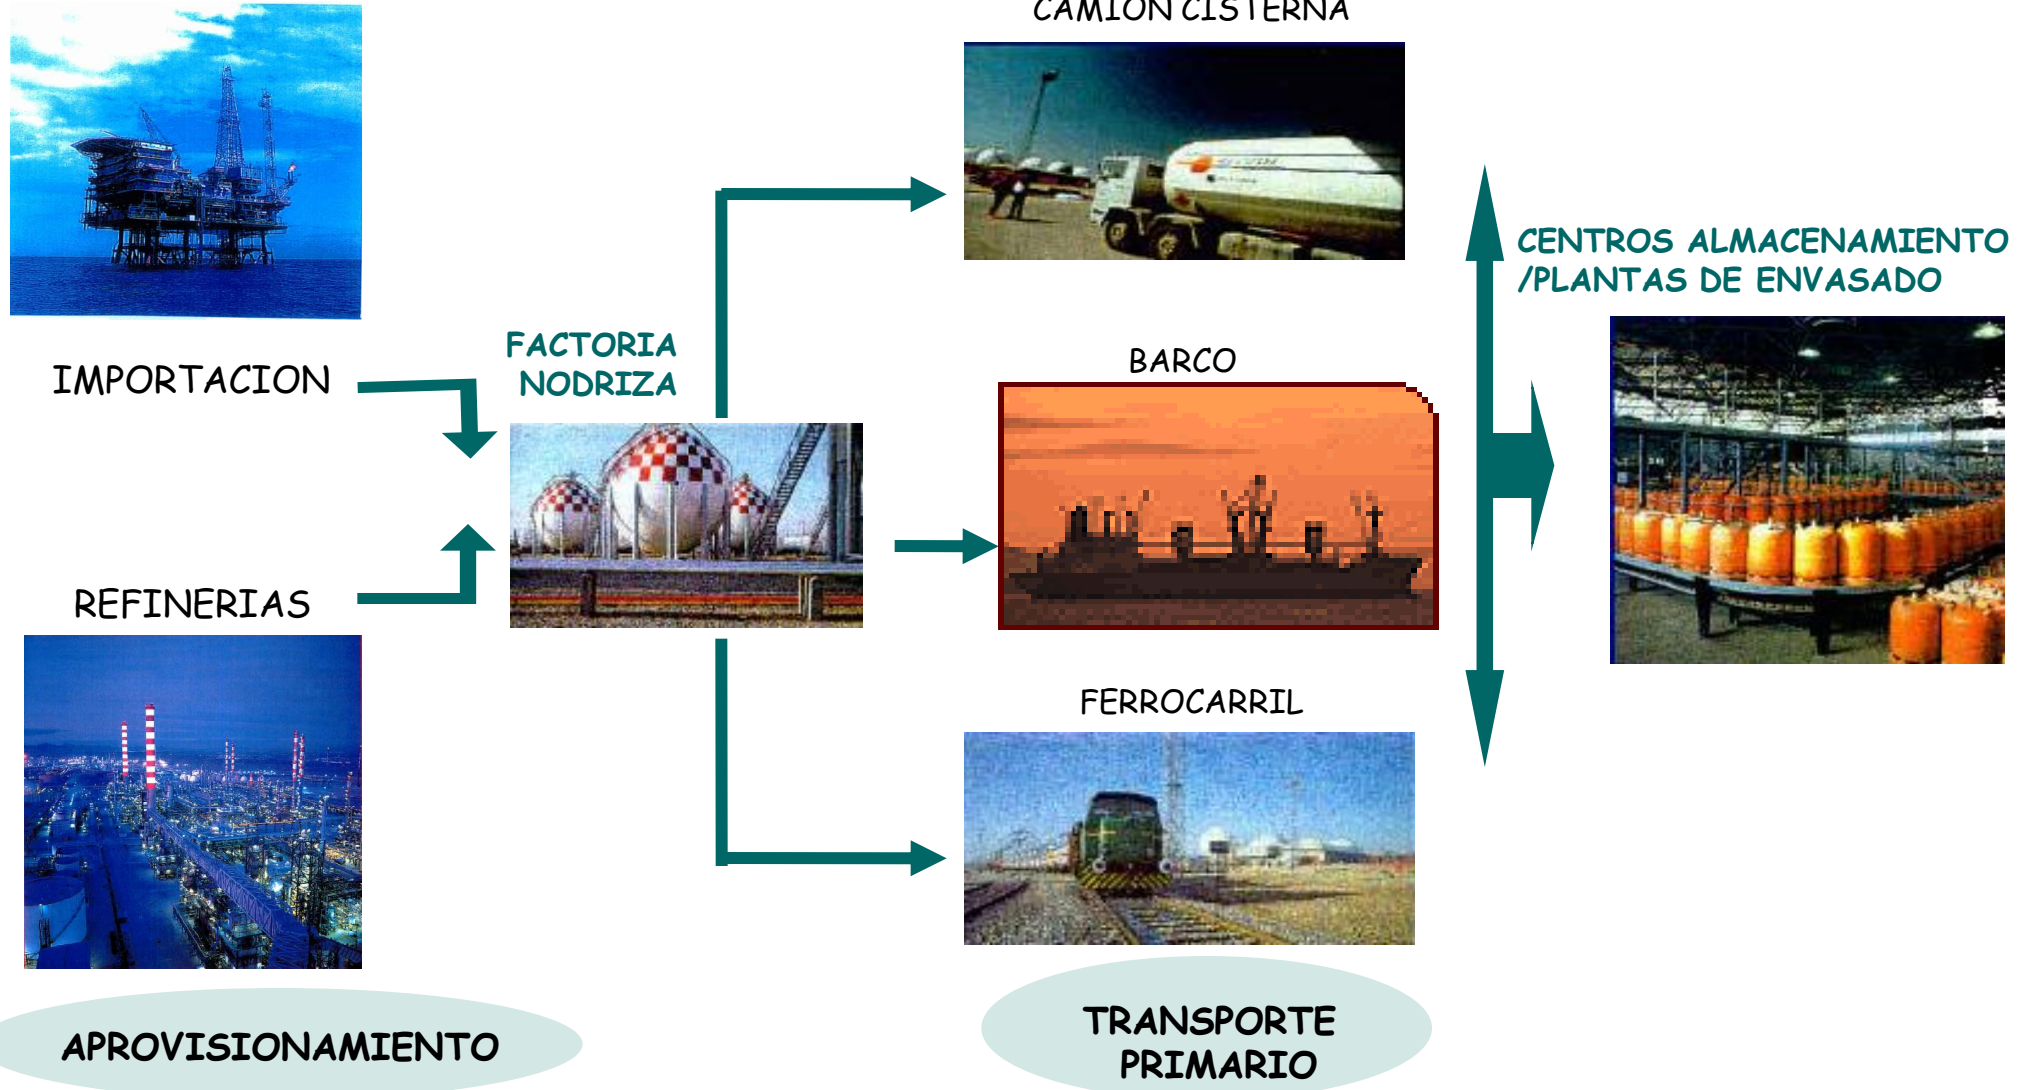 CAMION CISTERNA
CENTROS ALMACENAMIENTO
/PLANTAS DE ENVASADO
FACTORIA
NODRIZA
IMPORTACION
BARCO
REFINERIAS
FERROCARRIL
APROVISIONAMIENTO
TRANSPORTE
PRIMARIO